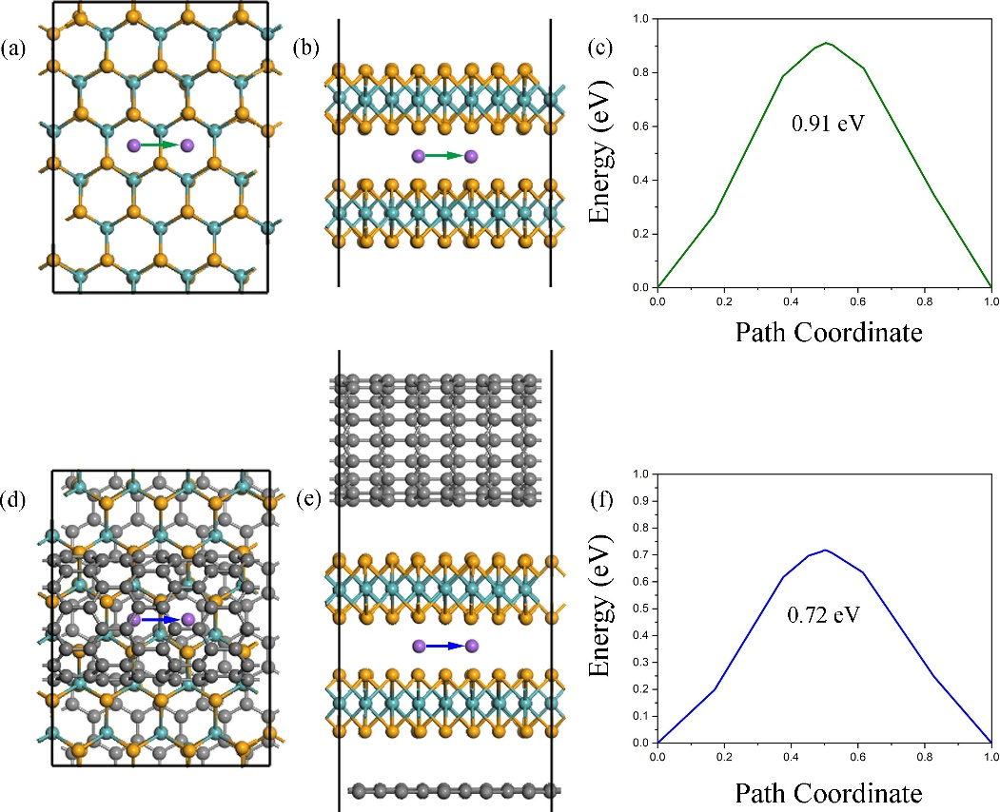 (a)
(b)
(c)
Energy (eV)
1.0
0.8
0.6
0.4
0.2
0.0
0.91 eV
0.0 0.2 0.4 0.6 0.8 1.0
Path Coordinate
(d)
(e)
(f)
Energy (eV)
1.0
0.9
0.8
0.7
0.6
0.5
0.4
0.3
0.2
0.1
0.0
0.72 eV
0.0 0.2 0.4 0.6 0.8 1.0
Path Coordinate